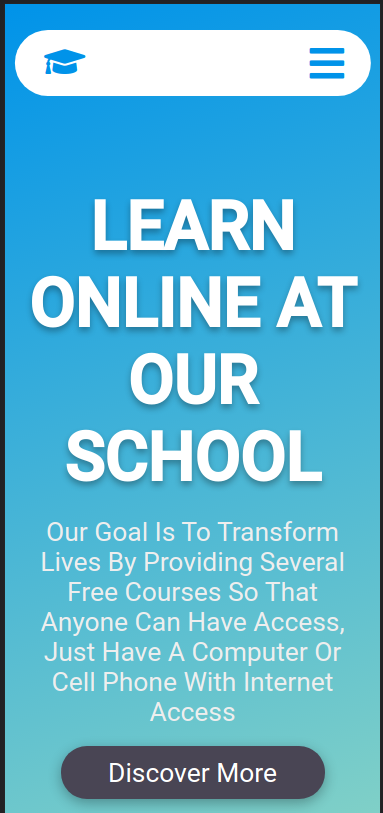 LEARN
ONLINE AT
OUR
SCHOOL
Our Goal Is To Transform
Lives By Providing Several
Free Courses So That
Anyone Can Have Access,
Just Have A Computer Or
Cell Phone With Internet
Access
Discover More